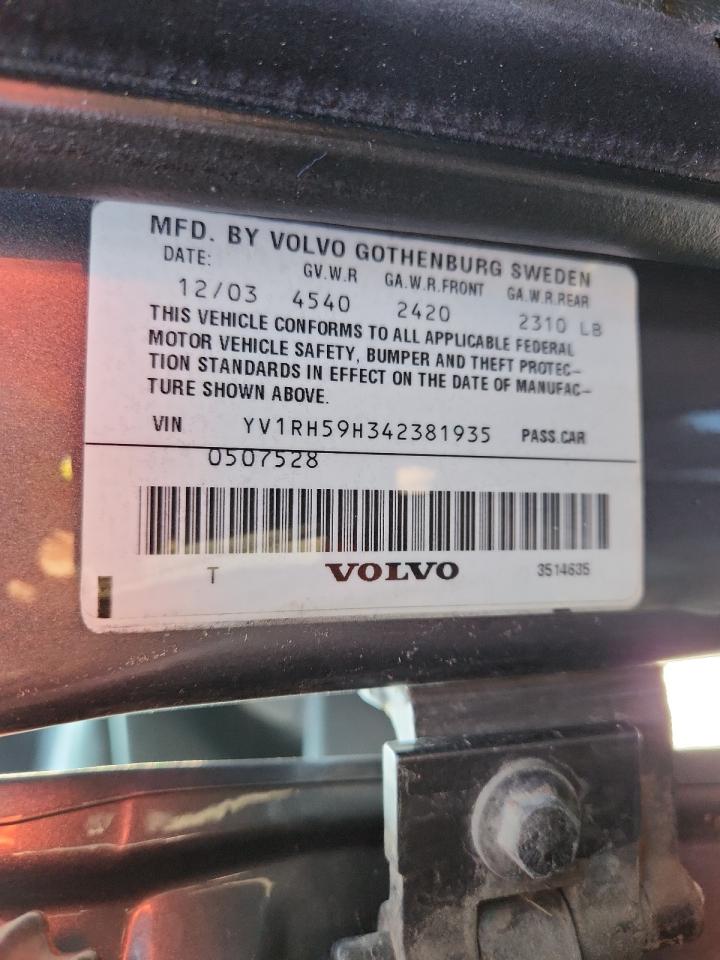 MFD. BY VOLVO GOTHENBURG SWEDEN
DATE: GV.W.R GA.W.R.FRONT GA.W.R.REAR
12/03 4540 2420 2310 LB
THIS VEHICLE CONFORMS TO ALL APPLICABLE FEDERAL
MOTOR VEHICLE SAFETY, BUMPER AND THEFT PROTEC-
TION STANDARDS IN EFFECT ON THE DATE OF MANUFAC-
TURE SHOWN ABOVE.
VIN YV1RH59H342381935 PASS.CAR
0507528
T VOLVO 3514635